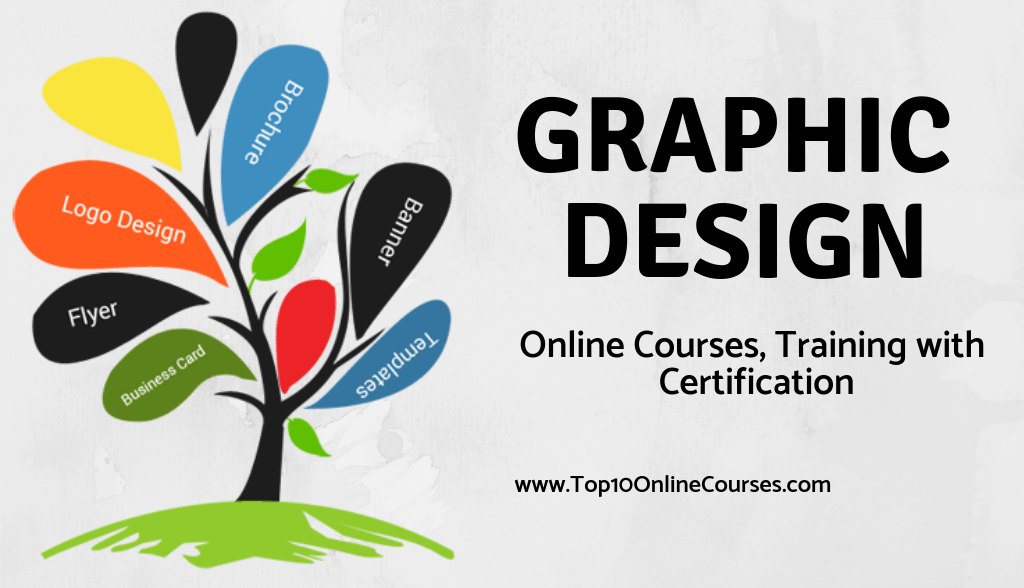 Brochure
Logo Design
Banner
Flyer
Business Card
Templates
GRAPHIC
DESIGN
Online Courses, Training with
Certification
www.Top10OnlineCourses.com